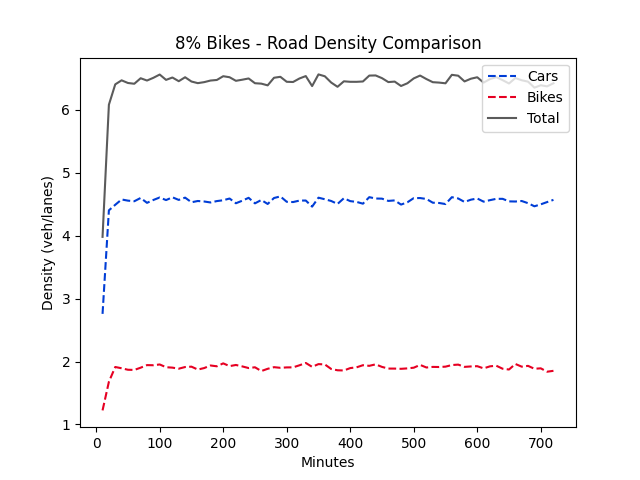 8% Bikes - Road Density Comparison
Density (veh/lanes)
6
5
4
3
2
1
Cars
Bikes
Total
0 100 200 300 400 500 600 700
Minutes